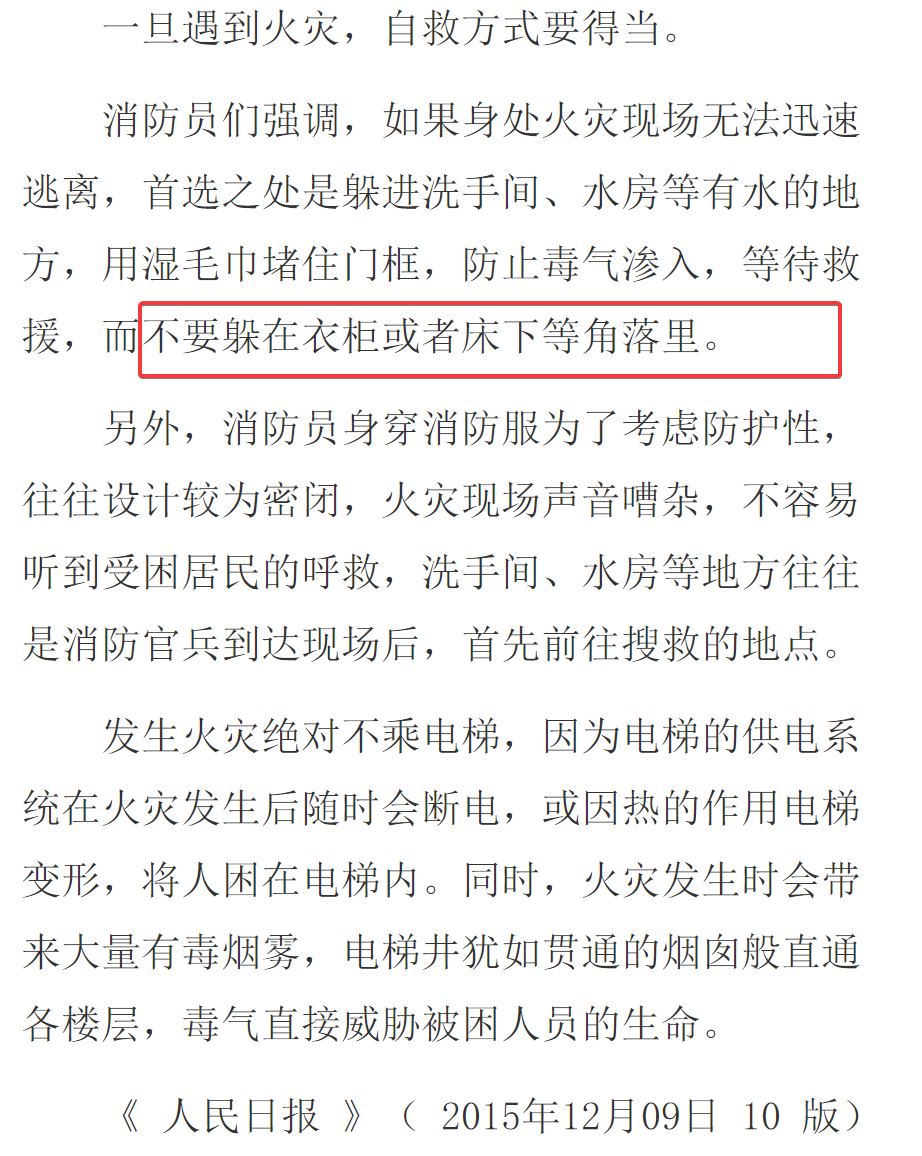 一旦遇到火灾，自救方式要得当。
消防员们强调，如果身处火灾现场无法迅速
逃离，首选之处是躲进洗手间、水房等有水的地
方，用湿毛巾堵住门框，防止毒气渗入，等待救
援，而不要躲在衣柜或者床下等角落里。
另外，消防员身穿消防服为了考虑防护性，
往往设计较为密闭，火灾现场声音嘈杂，不容易
听到受困居民的呼救，洗手间、水房等地方往往
是消防官兵到达现场后，首先前往搜救的地点。
发生火灾绝对不乘电梯，因为电梯的供电系
统在火灾发生后随时会断电，或因热的作用电梯
变形，将人困在电梯内。同时，火灾发生时会带
来大量有毒烟雾，电梯井犹如贯通的烟囱般直通
各楼层，毒气直接威胁被困人员的生命。
《 人民日报 》（ 2015年12月09日 10 版）